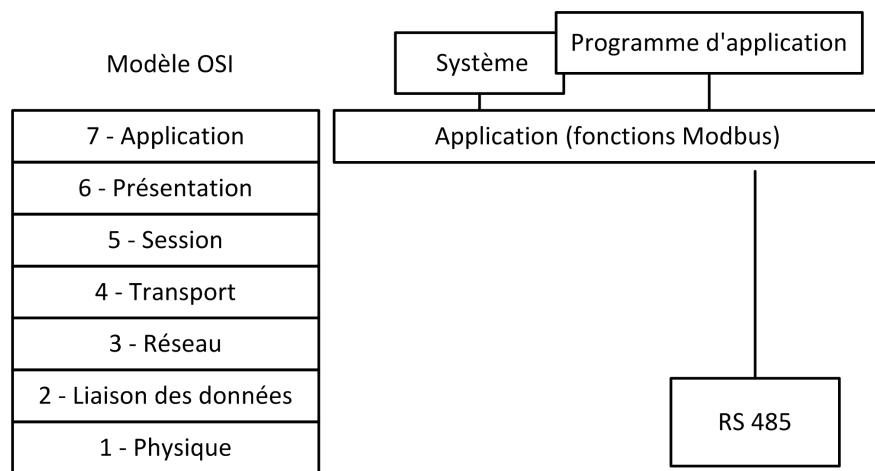 Modèle OSI
Système
Programme d'application
7 - Application
Application (fonctions Modbus)
6 - Présentation
5 - Session
4 - Transport
3 - Réseau
2 - Liaison des données
1 - Physique
RS 485